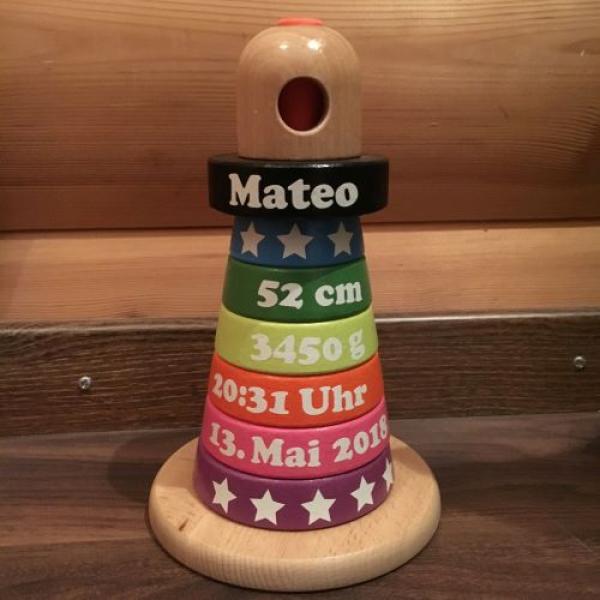 Mateo
52 cm
3450 g
20:31 Uhr
13. Mai 2018